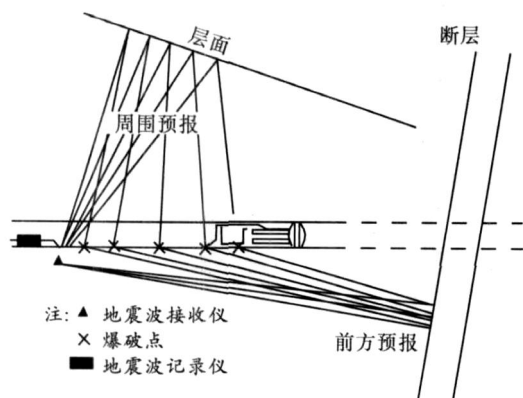 层面
断层
周围预报
注: ▲ 地震波接收仪
× 爆破点
地震波记录仪
前方预报